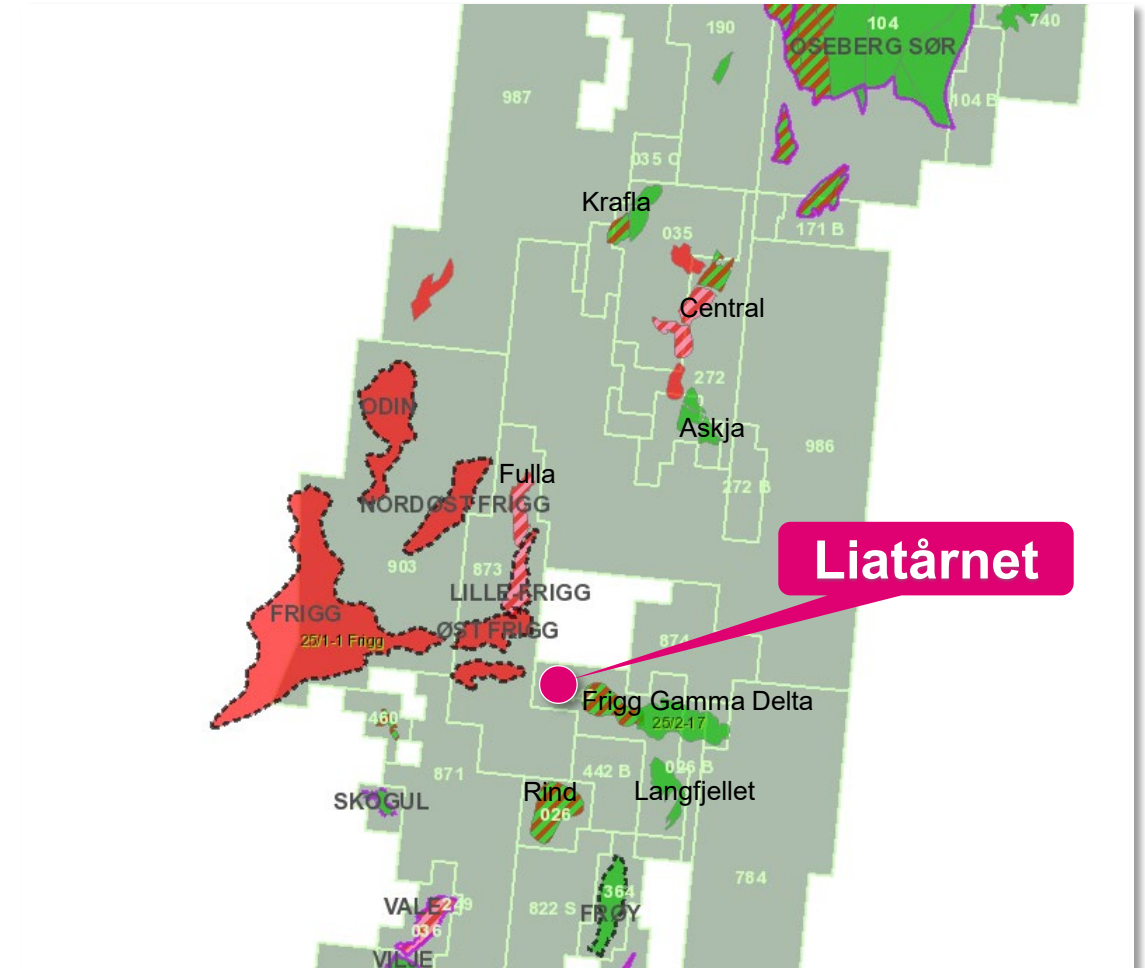 190
104
740
OSEBERG SØR
987
104 B
035 C
Krafla
171 B
035
Central
272
ODIN
Askja
986
Fulla
272 B
NORDØST FRIGG
903
873
Liatårnet
LILLE-FRIGG
FRIGG
ØST FRIGG
25/1-1 Frigg
874
Frigg Gamma Delta
460
25/2-17
442 B
026 B
871
Rind
Langfjellet
SKOGUL
026
784
364
VALE
249
822 S
FRØY
036
VILJE